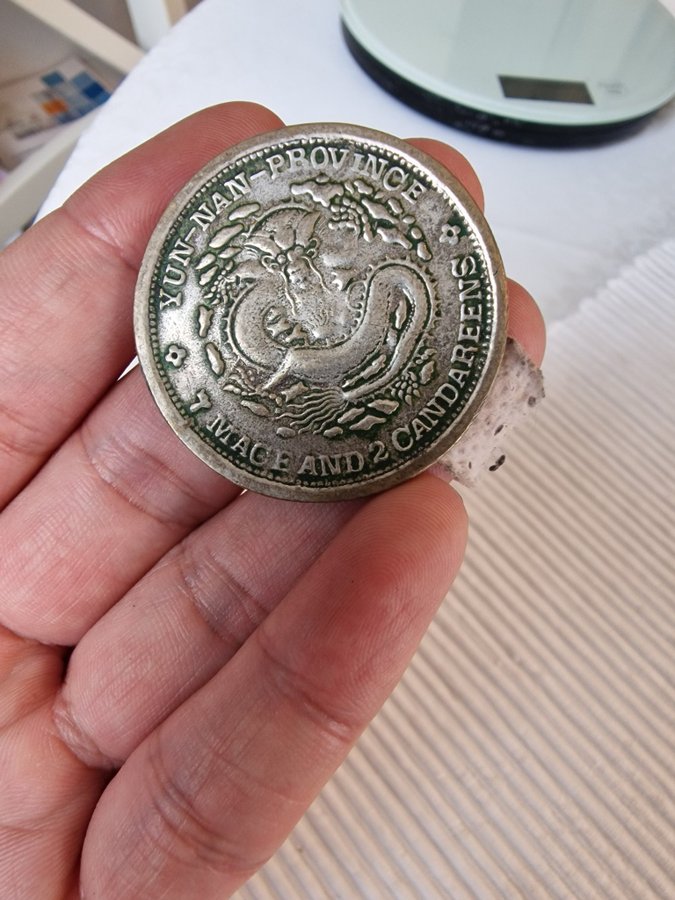 YUN-NAN-PROVINCE
7 MACE AND 2 CANDAREENS